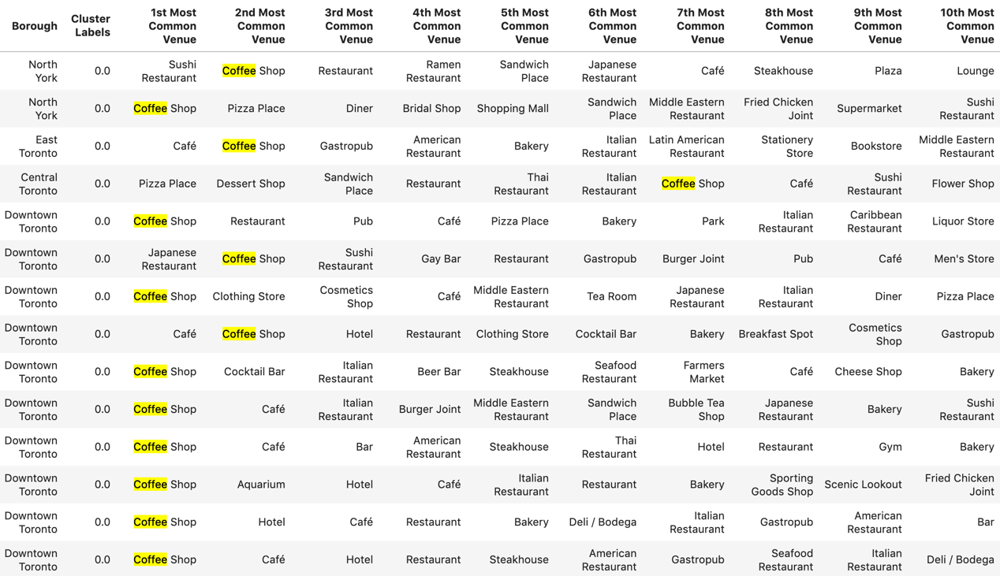 Borough Cluster Labels 1st Most Common Venue 2nd Most Common Venue 3rd Most Common Venue 4th Most Common Venue 5th Most Common Venue 6th Most Common Venue 7th Most Common Venue 8th Most Common Venue 9th Most Common Venue 10th Most Common Venue
North York 0.0 Sushi Restaurant Coffee Shop Restaurant Ramen Restaurant Sandwich Place Japanese Restaurant Café Steakhouse Plaza Lounge
North York 0.0 Coffee Shop Pizza Place Diner Bridal Shop Shopping Mall Sandwich Place Middle Eastern Restaurant Fried Chicken Joint Supermarket Sushi Restaurant
East Toronto 0.0 Café Coffee Shop Gastropub American Restaurant Bakery Italian Restaurant Latin American Restaurant Stationery Store Bookstore Middle Eastern Restaurant
Central Toronto 0.0 Pizza Place Dessert Shop Sandwich Place Restaurant Thai Restaurant Italian Restaurant Coffee Shop Café Sushi Restaurant Flower Shop
Downtown Toronto 0.0 Coffee Shop Restaurant Pub Café Pizza Place Bakery Park Italian Restaurant Caribbean Restaurant Liquor Store
Downtown Toronto 0.0 Japanese Restaurant Coffee Shop Sushi Restaurant Gay Bar Restaurant Gastropub Burger Joint Pub Café Men's Store
Downtown Toronto 0.0 Coffee Shop Clothing Store Cosmetics Shop Café Middle Eastern Restaurant Tea Room Japanese Restaurant Italian Restaurant Diner Pizza Place
Downtown Toronto 0.0 Café Coffee Shop Hotel Restaurant Clothing Store Cocktail Bar Bakery Breakfast Spot Cosmetics Shop Gastropub
Downtown Toronto 0.0 Coffee Shop Cocktail Bar Italian Restaurant Beer Bar Steakhouse Seafood Restaurant Farmers Market Café Cheese Shop Bakery
Downtown Toronto 0.0 Coffee Shop Café Italian Restaurant Burger Joint Middle Eastern Restaurant Sandwich Place Bubble Tea Shop Japanese Restaurant Bakery Sushi Restaurant
Downtown Toronto 0.0 Coffee Shop Café Bar American Restaurant Steakhouse Thai Restaurant Hotel Restaurant Gym Bakery
Downtown Toronto 0.0 Coffee Shop Aquarium Hotel Café Italian Restaurant Restaurant Bakery Sporting Goods Shop Scenic Lookout Fried Chicken Joint
Downtown Toronto 0.0 Coffee Shop Hotel Café Restaurant Bakery Deli / Bodega Italian Restaurant Gastropub American Restaurant Bar
Downtown Toronto 0.0 Coffee Shop Café Hotel Restaurant Steakhouse American Restaurant Gastropub Seafood Restaurant Italian Restaurant Deli / Bodega